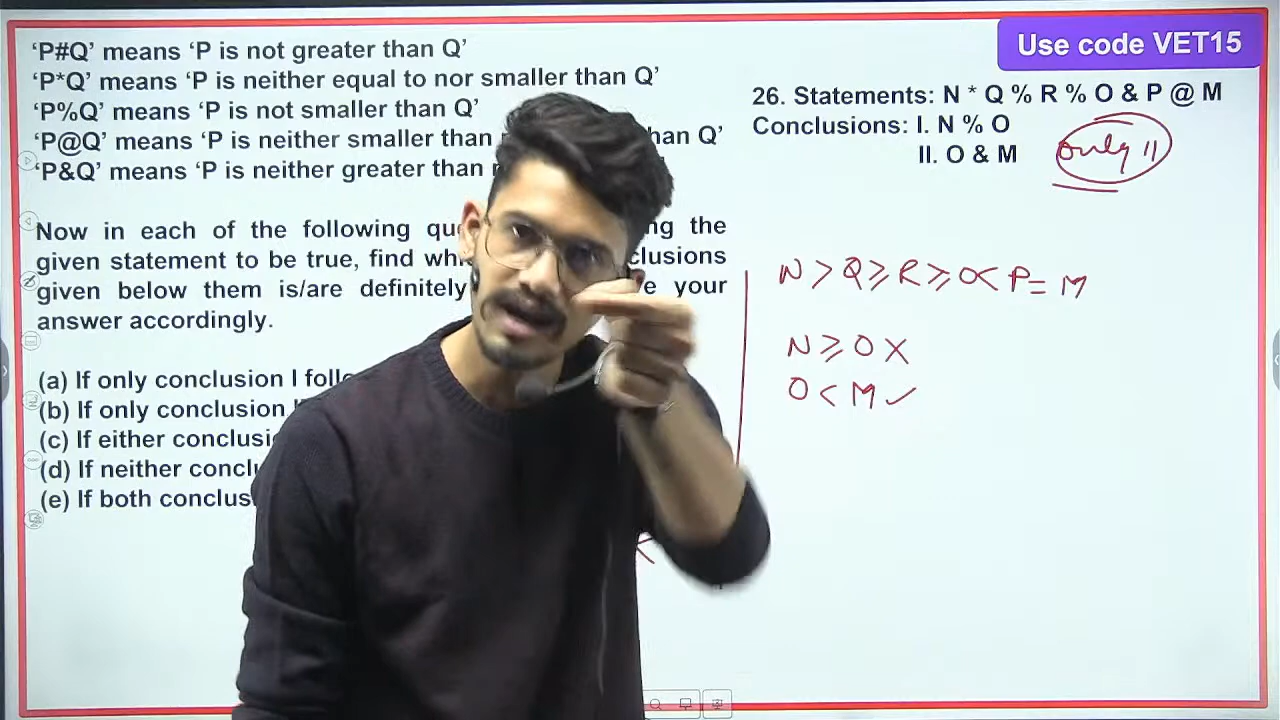 ‘P#Q’ means ‘P is not greater than Q’
‘P*Q’ means ‘P is neither equal to nor smaller than Q’
‘P%Q’ means ‘P is not smaller than Q’
‘P@Q’ means ‘P is neither smaller than han Q’
‘P&Q’ means ‘P is neither greater than
Now in each of the following qu ng the
given statement to be true, find wh clusions
given below them is/are definitely e your
answer accordingly.
(a) If only conclusion I foll
(b) If only conclusion
(c) If either conclusi
(d) If neither concl
(e) If both conclus
Use code VET15
26. Statements: N * Q % R % O & P @ M
Conclusions: I. N % O
II. O & M
only II
N > Q ≥ R ≥ O < P = M
N ≥ O X
O < M ✓